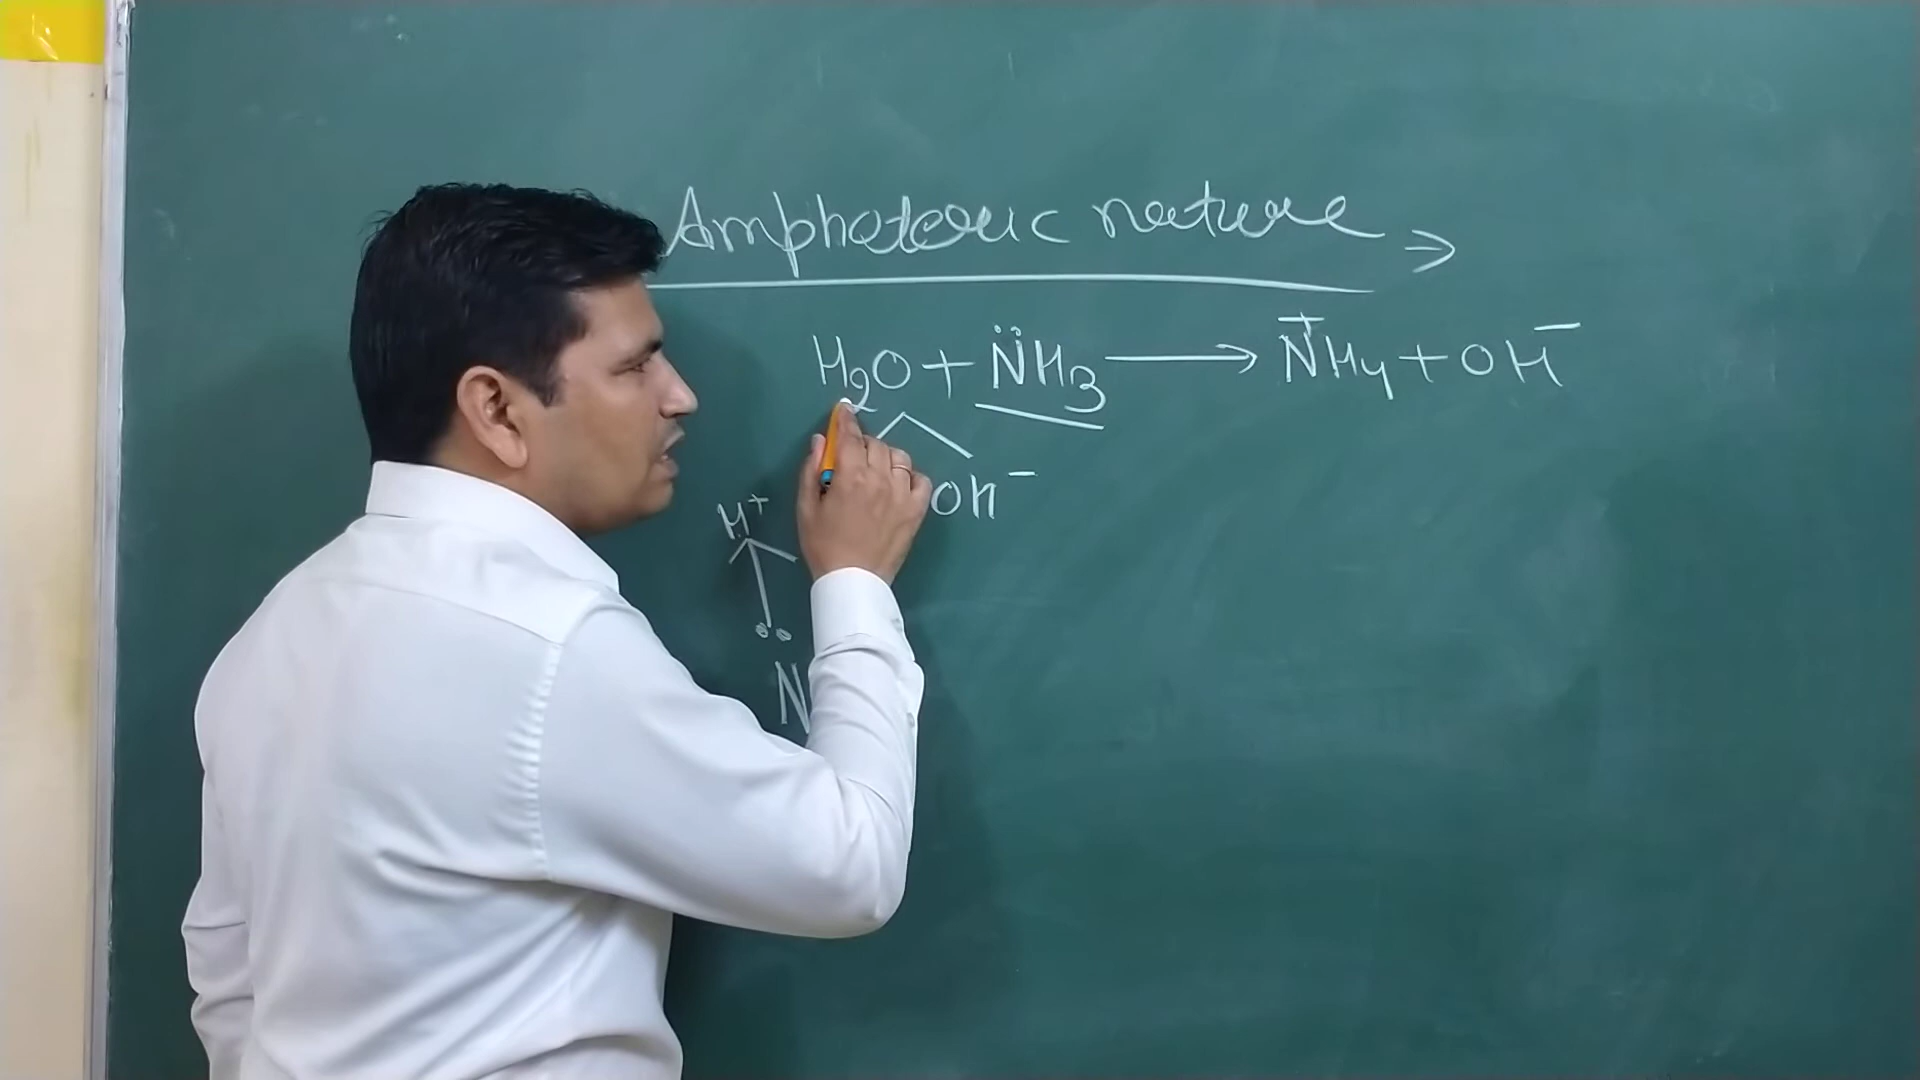 Amphoteric nature →
H₂O + N̈H₃ ⟶ N⁺H₄ + OH⁻
OH⁻
H⁺
N